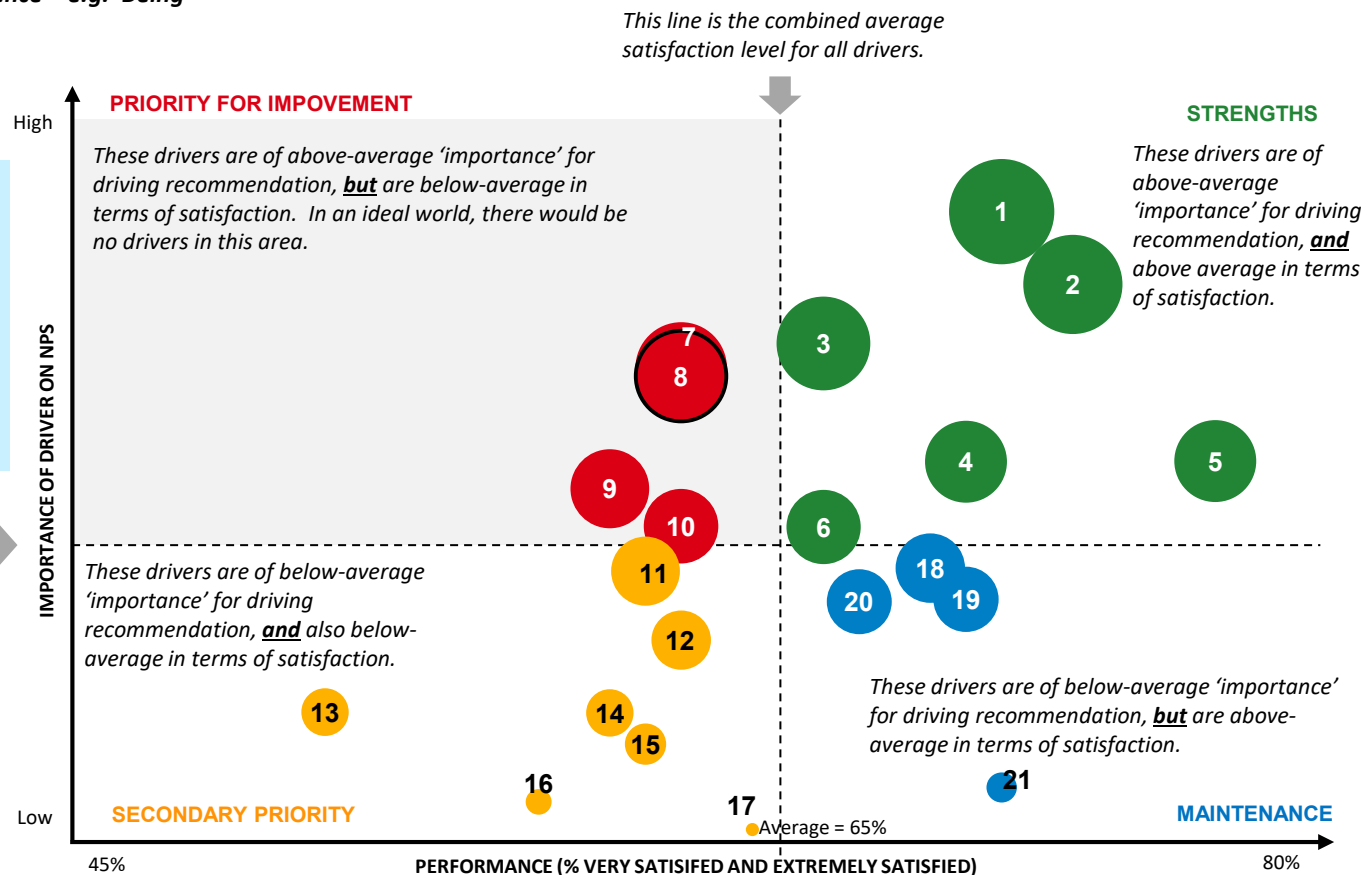 This line is the combined average
satisfaction level for all drivers.
PRIORITY FOR IMPOVEMENT
High
STRENGTHS
These drivers are of above-average ‘importance’ for
driving recommendation, but are below-average in
terms of satisfaction.  In an ideal world, there would be
no drivers in this area.
These drivers are of
above-average
‘importance’ for driving
recommendation, and
above average in terms
of satisfaction.
1
2
3
7
8
4
5
9
10
6
IMPORTANCE OF DRIVER ON NPS
11
18
20
19
These drivers are of below-average
‘importance’ for driving
recommendation, and also below-
average in terms of satisfaction.
12
13
14
15
These drivers are of below-average ‘importance’
for driving recommendation, but are above-
average in terms of satisfaction.
16
17
21
Low
SECONDARY PRIORITY
Average = 65%
MAINTENANCE
45%
PERFORMANCE (% VERY SATISIFED AND EXTREMELY SATISFIED)
80%